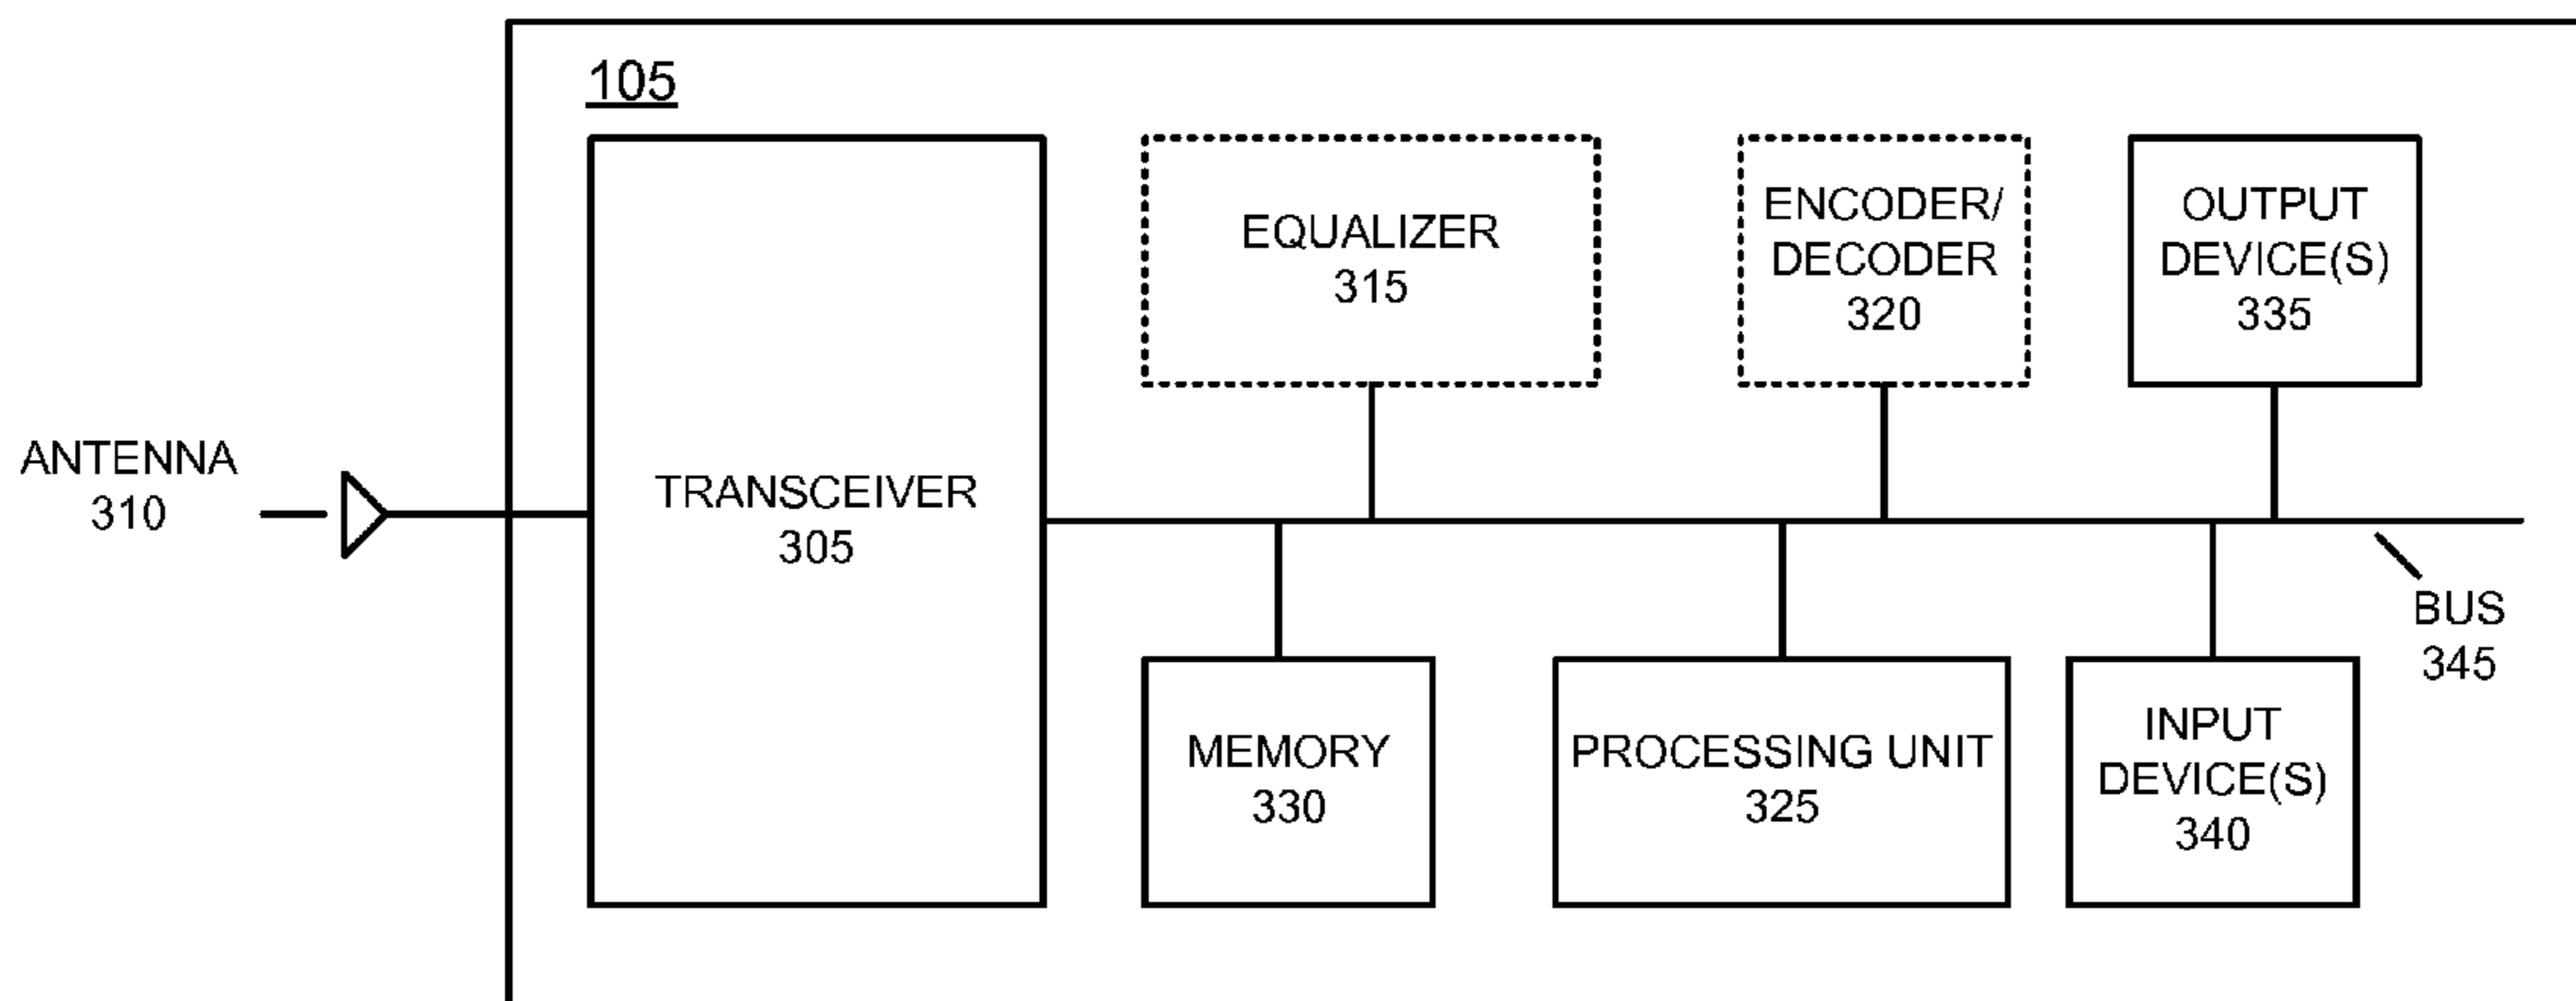 105
ANTENNA
310
TRANSCEIVER
305
EQUALIZER
315
ENCODER/
DECODER
320
OUTPUT
DEVICE(S)
335
MEMORY
330
PROCESSING UNIT
325
INPUT
DEVICE(S)
340
BUS
345